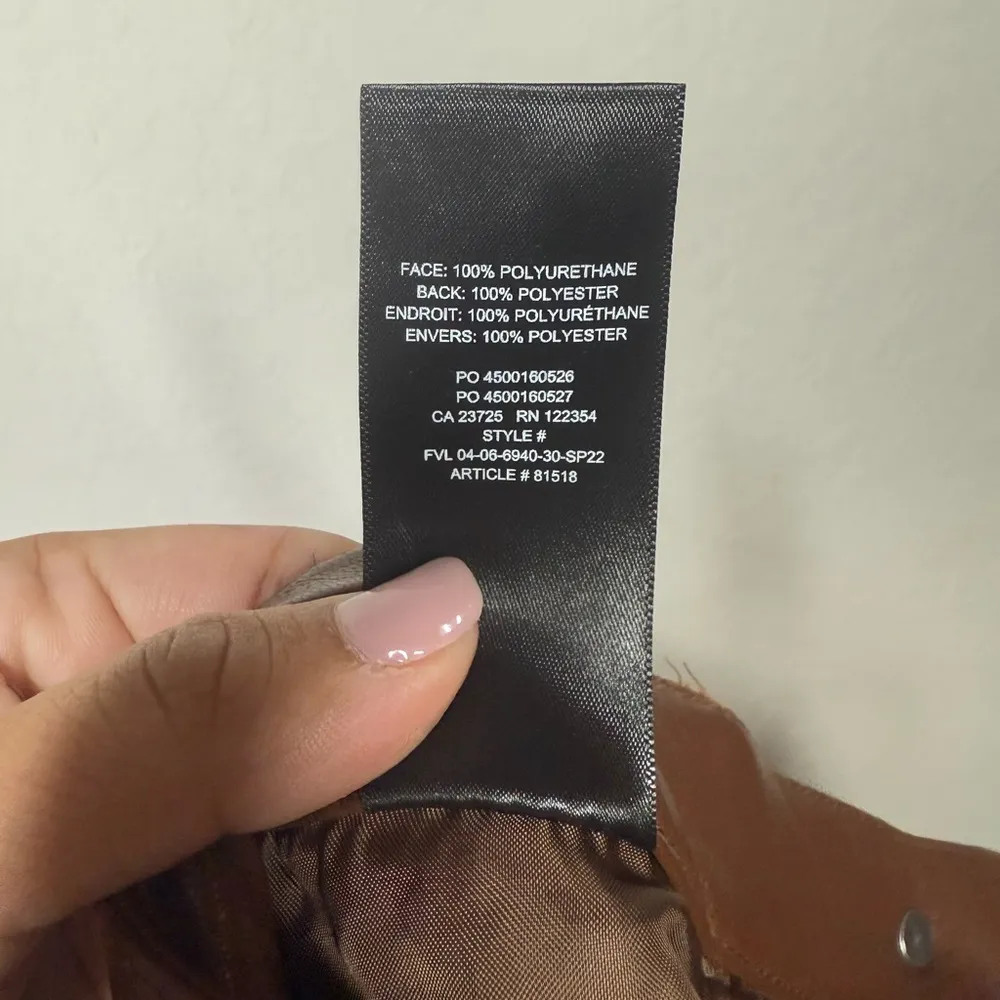 FACE: 100% POLYURETHANE
BACK: 100% POLYESTER
ENDROIT: 100% POLYURÉTHANE
ENVERS: 100% POLYESTER
PO 4500160526
PO 4500160527
CA 23725 RN 122354
STYLE #
FVL 04-06-6940-30-SP22
ARTICLE # 81518